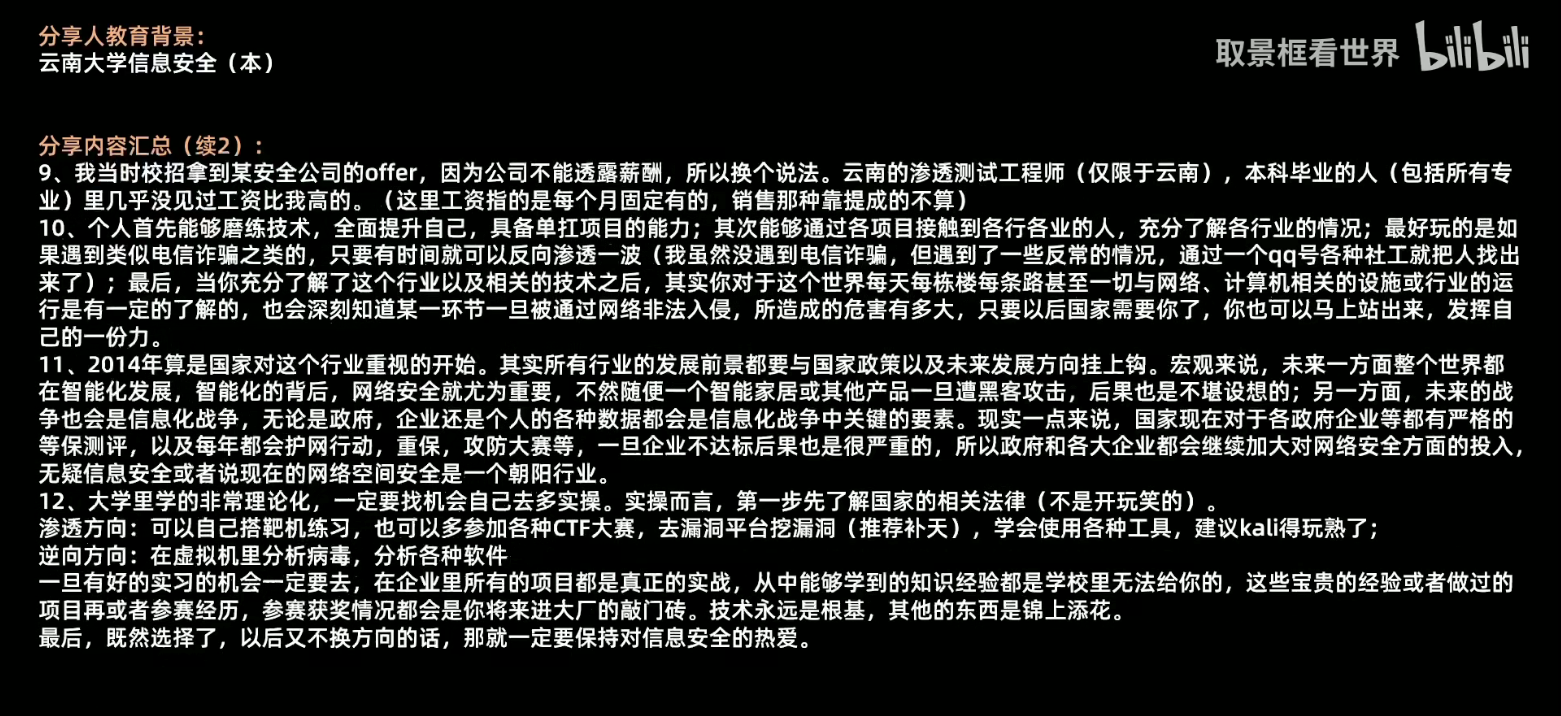 分享人教育背景：
取景框看世界 bilibili
云南大学信息安全（本）
分享内容汇总（续2）：
9、我当时校招拿到某安全公司的offer，因为公司不能透露薪酬，所以换个说法。云南的渗透测试工程师（仅限于云南），本科毕业的人（包括所有专
业）里几乎没见过工资比我高的。（这里工资指的是每个月固定有的，销售那种靠提成的不算）
10、个人首先能够磨练技术，全面提升自己，具备单扛项目的能力；其次能够通过各项目接触到各行各业的人，充分了解各行业的情况；最好玩的是如
果遇到类似电信诈骗之类的，只要有时间就可以反向渗透一波（我虽然没遇到电信诈骗，但遇到了一些反常的情况，通过一个qq号各种社工就把人找出
来了）；最后，当你充分了解了这个行业以及相关的技术之后，其实你对于这个世界每天每栋楼每条路甚至一切与网络、计算机相关的设施或行业的运
行是有一定的了解的，也会深刻知道某一环节一旦被通过网络非法入侵，所造成的危害有多大，只要以后国家需要你了，你也可以马上站出来，发挥自
己的一份力。
11、2014年算是国家对这个行业重视的开始。其实所有行业的发展前景都要与国家政策以及未来发展方向挂上钩。宏观来说，未来一方面整个世界都
在智能化发展，智能化的背后，网络安全就尤为重要，不然随便一个智能家居或其他产品一旦遭黑客攻击，后果也是不堪设想的；另一方面，未来的战
争也会是信息化战争，无论是政府，企业还是个人的各种数据都会是信息化战争中关键的要素。现实一点来说，国家现在对于各政府企业等都有严格的
等保测评，以及每年都会护网行动，重保，攻防大赛等，一旦企业不达标后果也是很严重的，所以政府和各大企业都会继续加大对网络安全方面的投入，
无疑信息安全或者说现在的网络空间安全是一个朝阳行业。
12、大学里学的非常理论化，一定要找机会自己去多实操。实操而言，第一步先了解国家的相关法律（不是开玩笑的）。
渗透方向：可以自己搭靶机练习，也可以多参加各种CTF大赛，去漏洞平台挖漏洞（推荐补天），学会使用各种工具，建议kali得玩熟了；
逆向方向：在虚拟机里分析病毒，分析各种软件
一旦有好的实习的机会一定要去，在企业里所有的项目都是真正的实战，从中能够学到的知识经验都是学校里无法给你的，这些宝贵的经验或者做过的
项目再或者参赛经历，参赛获奖情况都会是你将来进大厂的敲门砖。技术永远是根基，其他的东西是锦上添花。
最后，既然选择了，以后又不换方向的话，那就一定要保持对信息安全的热爱。